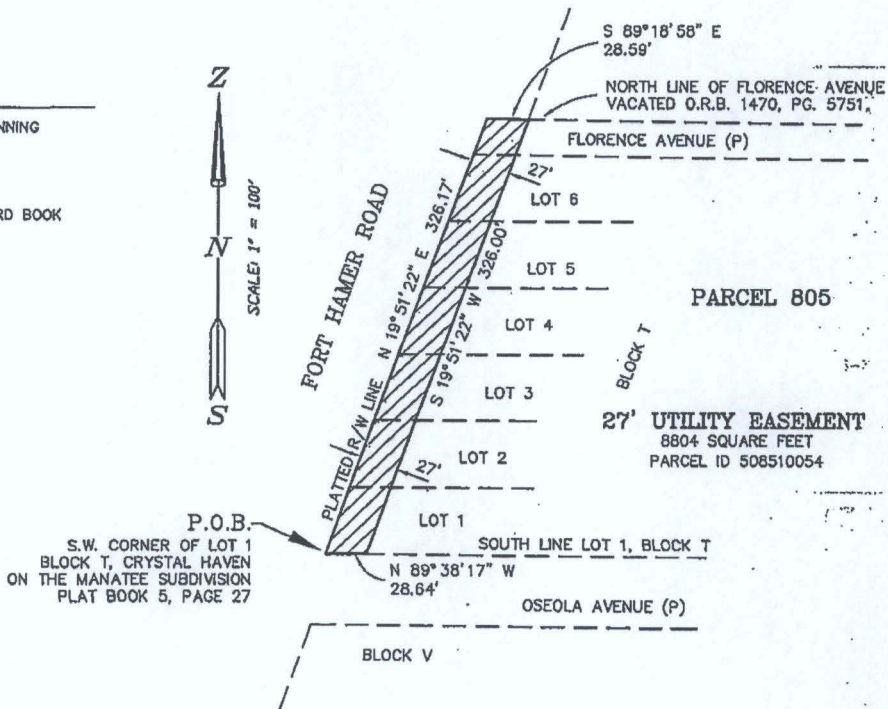 S 89°18'58" E
28.59'
NORTH LINE OF FLORENCE AVENUE
VACATED O.R.B. 1470, PG. 5751
FLORENCE AVENUE (P)
NNING
RD BOOK
Z
N
S
SCALE: 1" = 100'
FORT HAMER ROAD
PLATTED R/W LINE
N 19°51'22" E 326.17'
S 19°51'22" W 326.00'
27'
LOT 6
LOT 5
LOT 4
LOT 3
LOT 2
27'
LOT 1
BLOCK T
PARCEL 805
27' UTILITY EASEMENT
8804 SQUARE FEET
PARCEL ID 508510054
P.O.B.
S.W. CORNER OF LOT 1
BLOCK T, CRYSTAL HAVEN
ON THE MANATEE SUBDIVISION
PLAT BOOK 5, PAGE 27
SOUTH LINE LOT 1, BLOCK T
N 89°38'17" W
28.64'
OSEOLA AVENUE (P)
BLOCK V